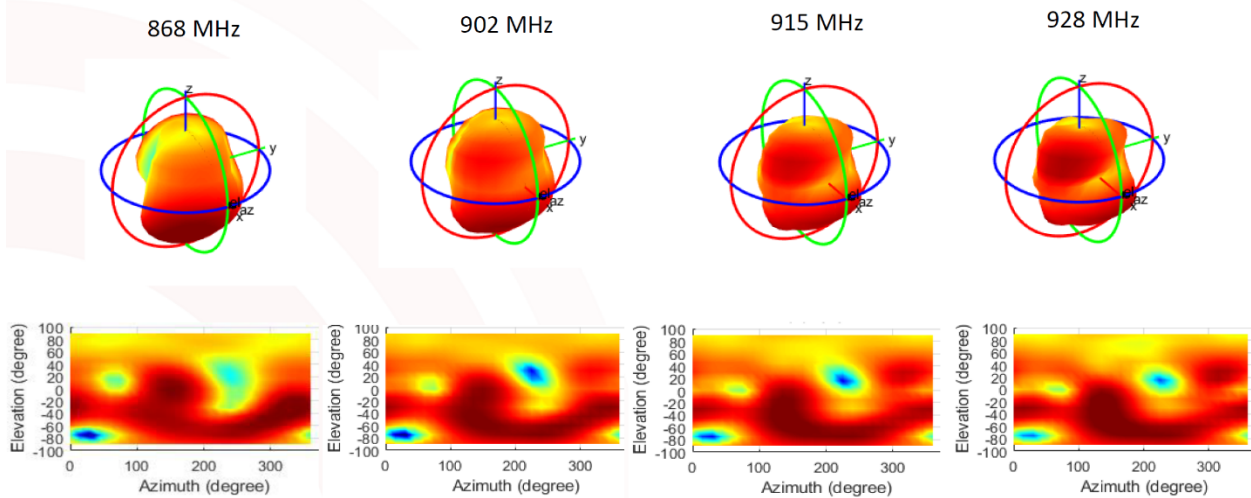 868 MHz
902 MHz
915 MHz
928 MHz
z
y
el
az
x
z
y
el
az
x
z
y
el
az
x
z
y
el
az
x
Elevation (degree)
100
80
60
40
20
0
-20
-40
-60
-80
-100
0
100
200
300
Azimuth (degree)
Elevation (degree)
100
80
60
40
20
0
-20
-40
-60
-80
-100
0
100
200
300
Azimuth (degree)
Elevation (degree)
100
80
60
40
20
0
-20
-40
-60
-80
-100
0
100
200
300
Azimuth (degree)
Elevation (degree)
100
80
60
40
20
0
-20
-40
-60
-80
-100
0
100
200
300
Azimuth (degree)